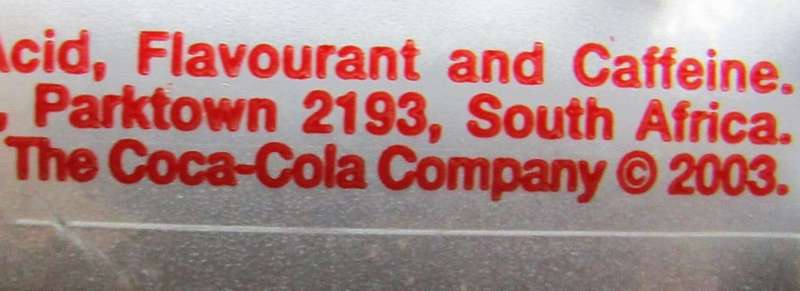 Acid, Flavourant and Caffeine.
, Parktown 2193, South Africa.
The Coca-Cola Company © 2003.